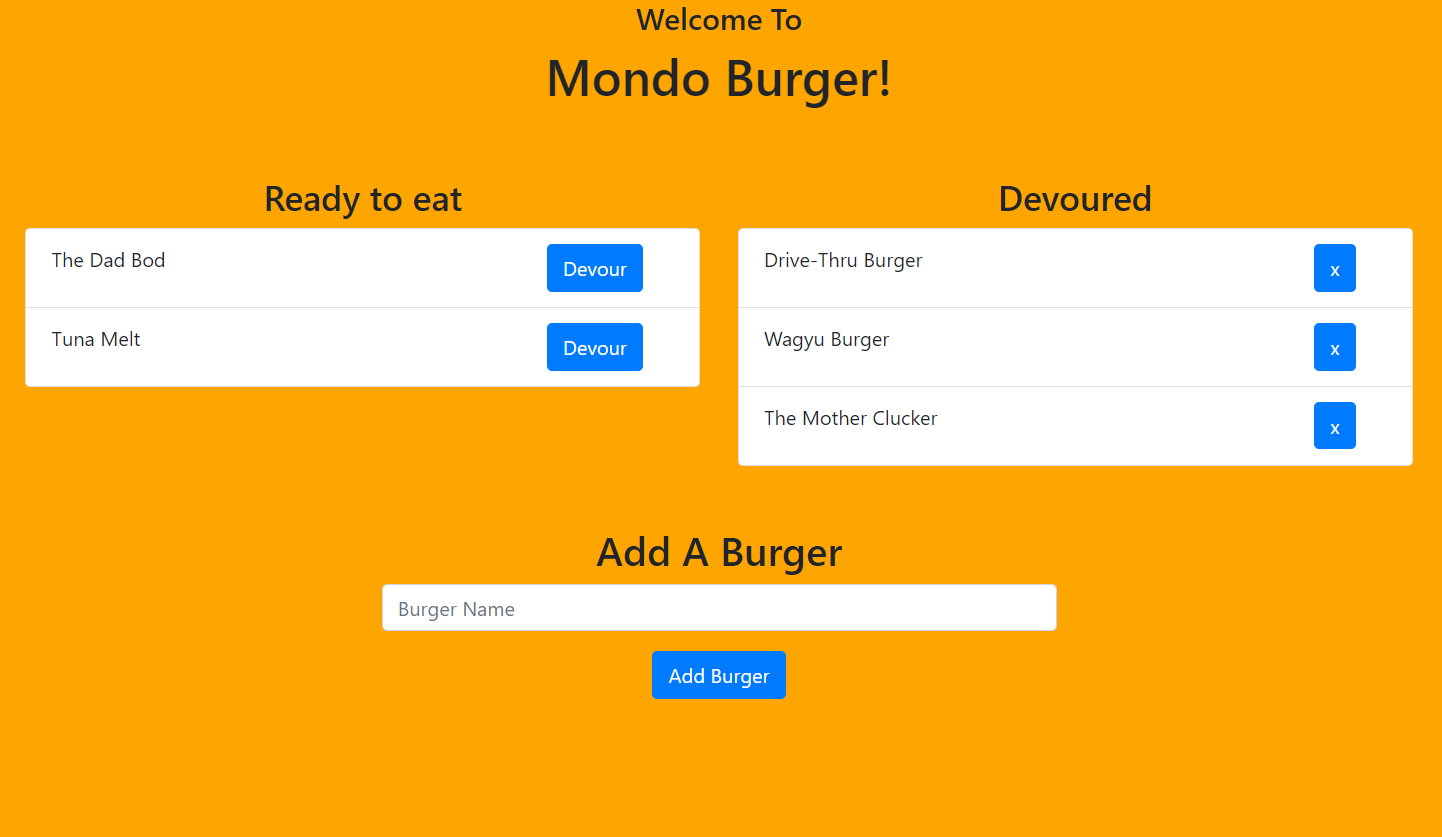 Welcome To
Mondo Burger!
Ready to eat
The Dad Bod
Devour
Tuna Melt
Devour
Devoured
Drive-Thru Burger
x
Wagyu Burger
x
The Mother Clucker
x
Add A Burger
Burger Name
Add Burger